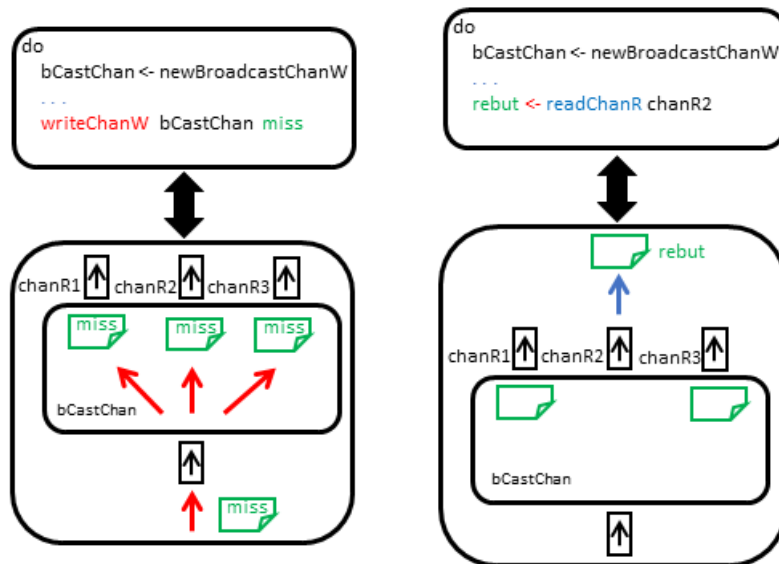 do
bCastChan <- newBroadcastChanW
. . .
writeChanW bCastChan miss
chanR1 chanR2 chanR3
miss miss miss
bCastChan
miss
do
bCastChan <- newBroadcastChanW
...
rebut <- readChanR chanR2
rebut
chanR1 chanR2 chanR3
bCastChan